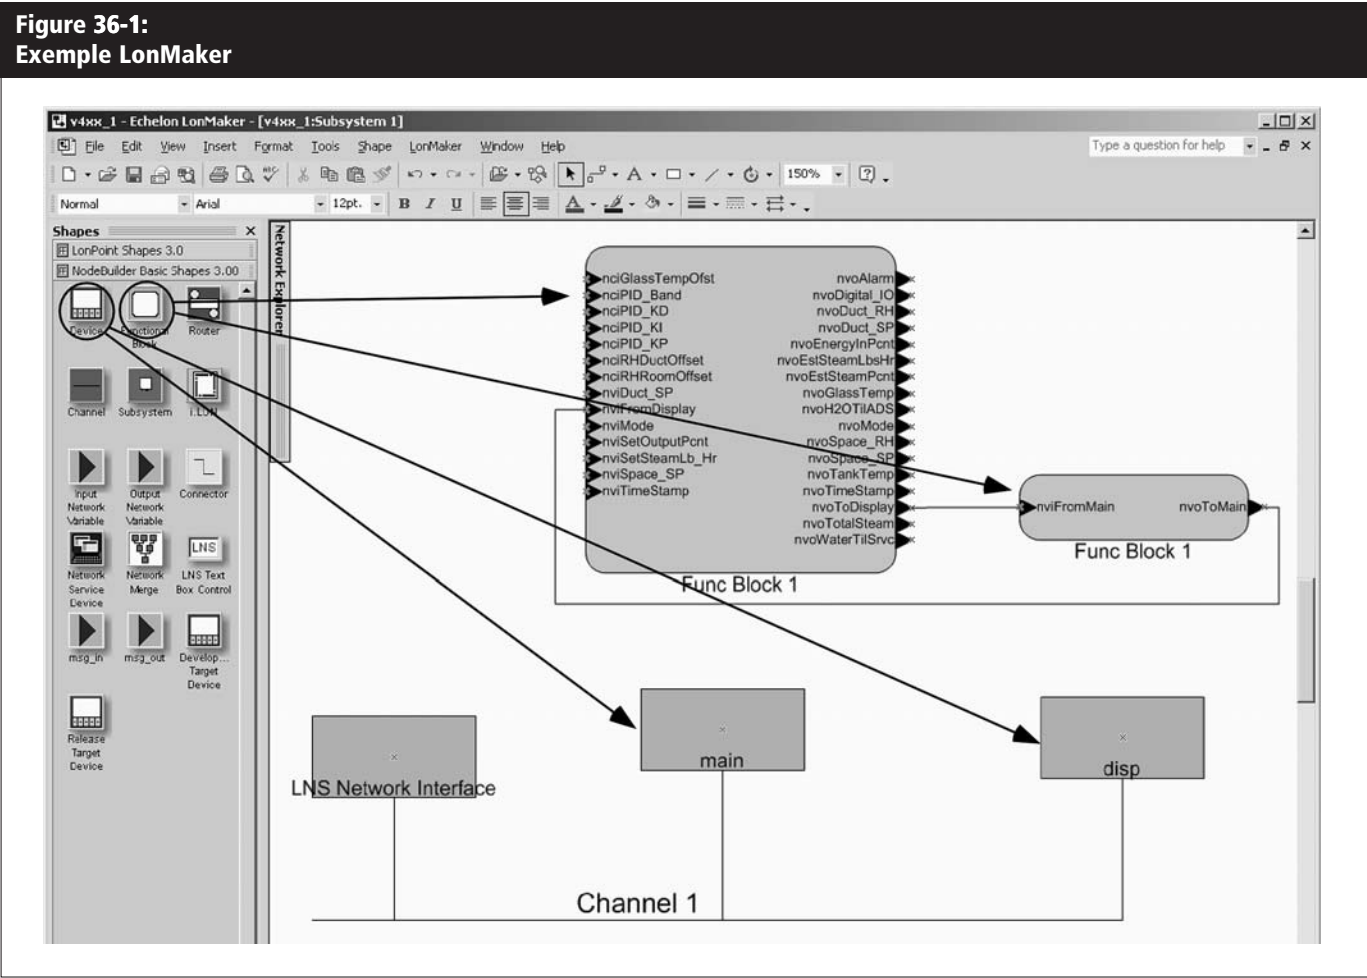 Figure 36-1:
Exemple LonMaker
v4xx_1 - Echelon LonMaker - [v4xx_1:Subsystem 1]
File Edit View Insert Format Tools Shape LonMaker Window Help
Type a question for help
150%
Normal
Arial
12pt.
B I U
Shapes
LonPoint Shapes 3.0
NodeBuilder Basic Shapes 3.00
Device
Functional Block
Router
Channel
Subsystem
i.LON
Input Network Variable
Output Network Variable
Connector
Network Service Device
Network Merge
LNS
LNS Text Box Control
msg_in
msg_out
Develop... Target Device
Release Target Device
Network Explorer
nciGlassTempOfst
nciPID_Band
nciPID_KD
nciPID_KI
nciPID_KP
nciRHDuctOffset
nciRHRoomOffset
nviDuct_SP
nviFromDisplay
nviMode
nviSetOutputPcnt
nviSetSteamLb_Hr
nviSpace_SP
nviTimeStamp
nvoAlarm
nvoDigital_IO
nvoDuct_RH
nvoDuct_SP
nvoEnergyInPcnt
nvoEstSteamLbsHr
nvoEstSteamPcnt
nvoGlassTemp
nvoH2OTilADS
nvoMode
nvoSpace_RH
nvoSpace_SP
nvoTankTemp
nvoTimeStamp
nvoToDisplay
nvoTotalSteam
nvoWaterTilSrvc
Func Block 1
nviFromMain
nvoToMain
Func Block 1
LNS Network Interface
main
disp
Channel 1